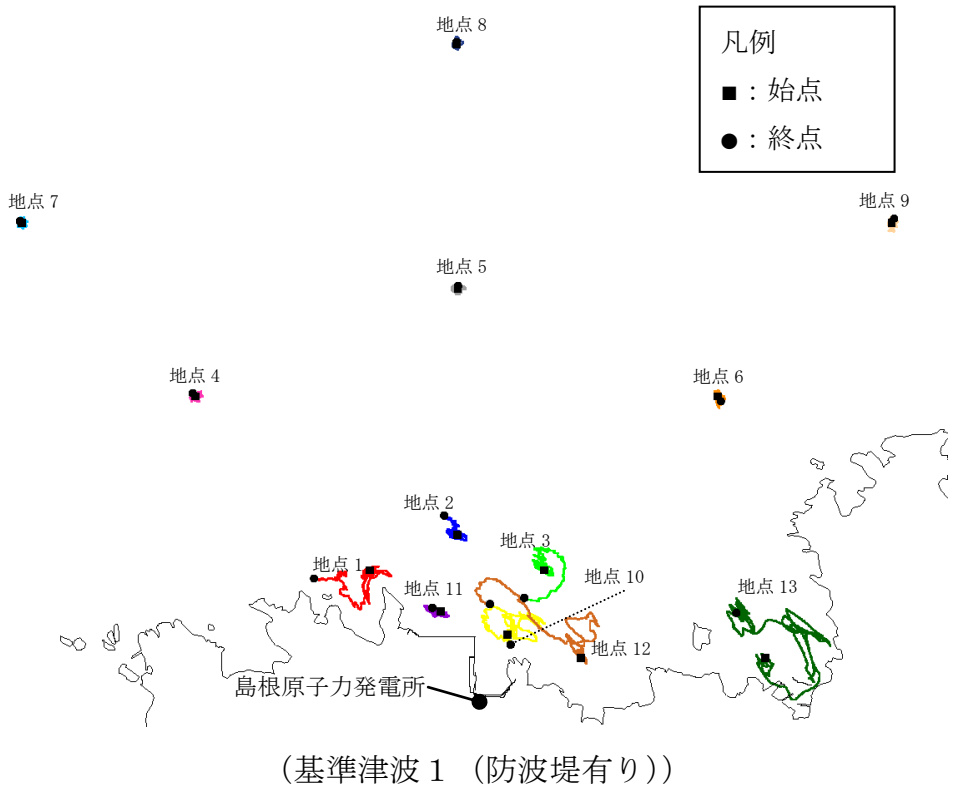 地点 8
凡例
■：始点
●：終点
地点 7
地点 9
地点 5
地点 4
地点 6
地点 2
地点 3
地点 1
地点 10
地点 11
地点 13
地点 12
島根原子力発電所
（基準津波１（防波堤有り））